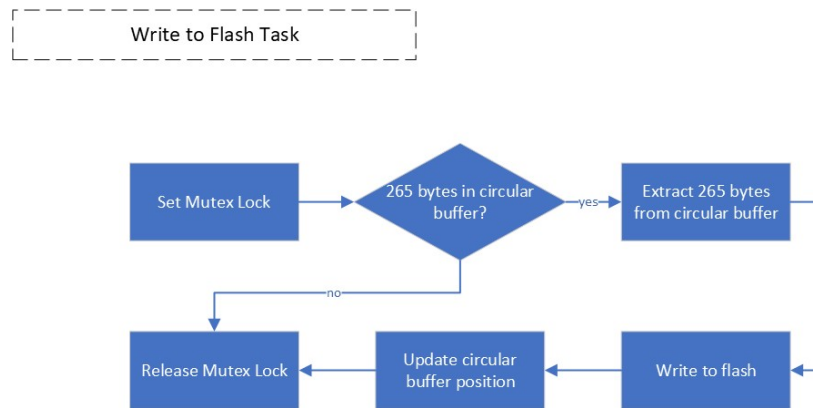 Write to Flash Task
Set Mutex Lock
265 bytes in circular
buffer?
yes
Extract 265 bytes
from circular buffer
no
Release Mutex Lock
Update circular
buffer position
Write to flash